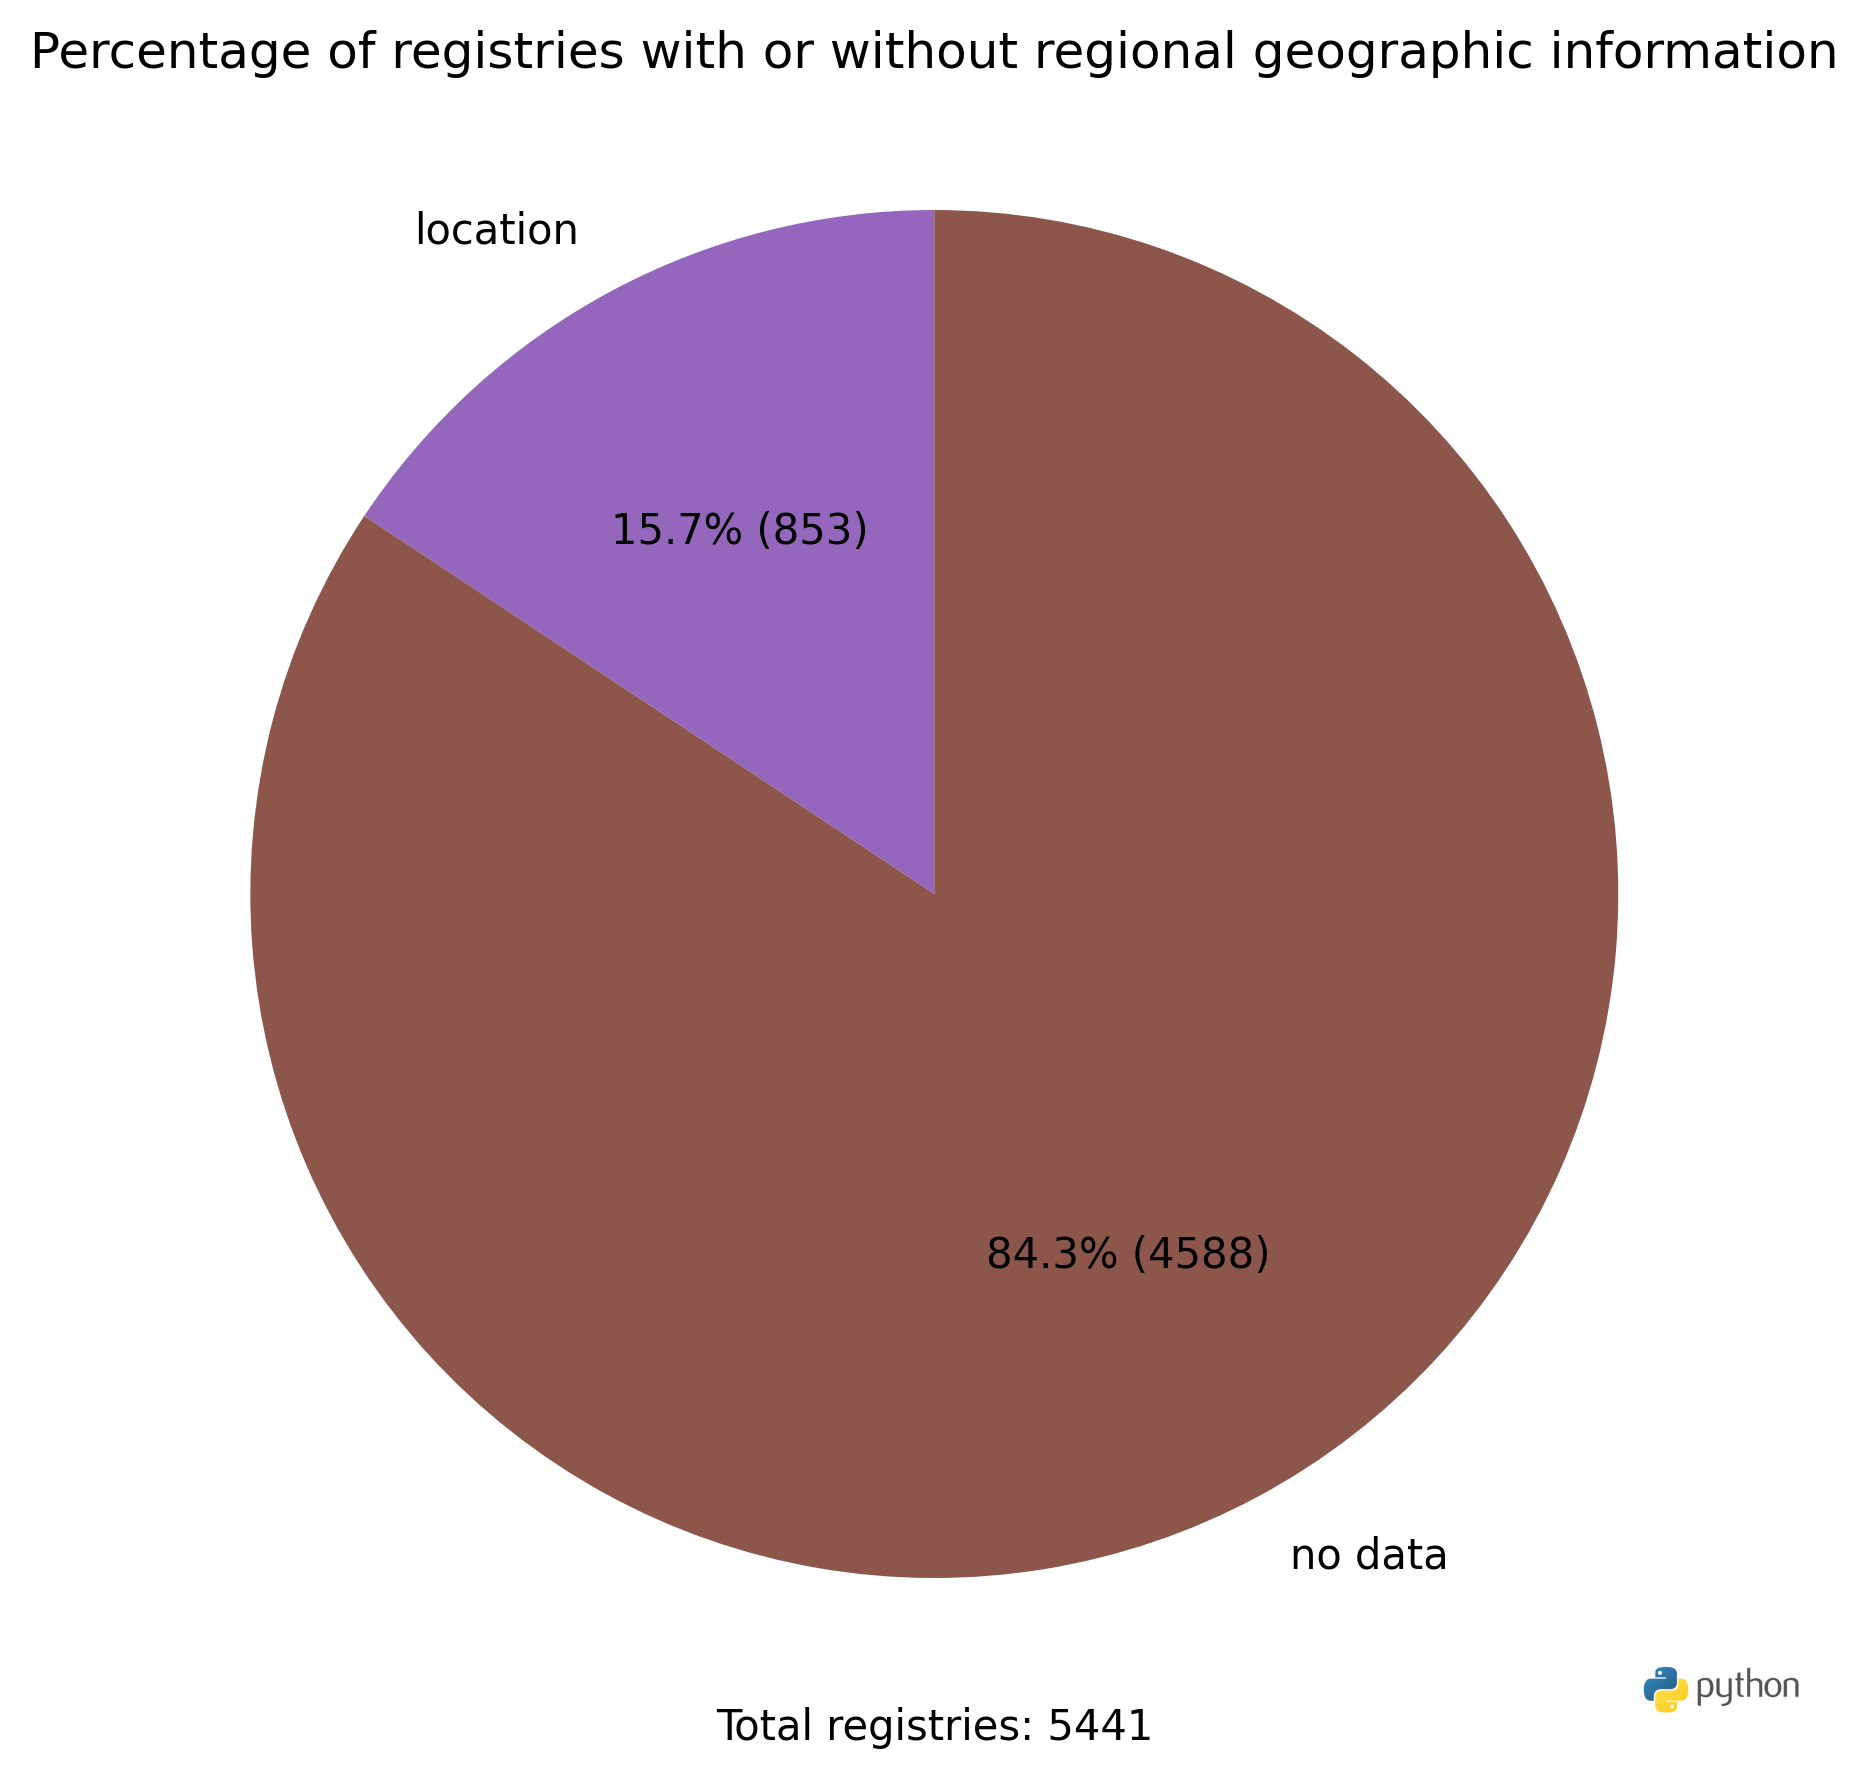 Percentage of registries with or without regional geographic information
location
15.7% (853)
84.3% (4588)
no data
python
Total registries: 5441